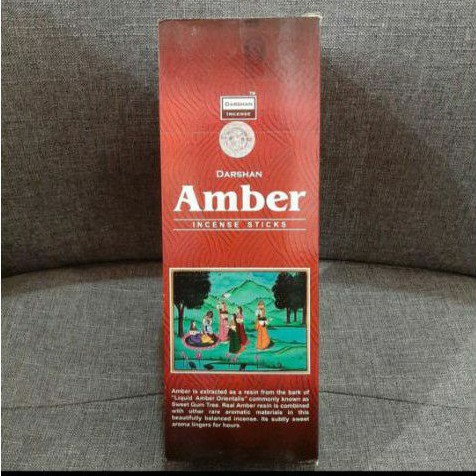 TM
DARSHAN
INCENSE
DARSHAN
Amber
INCENSE STICKS
Amber is extracted as a resin from the bark of
"Liquid Amber Orientalis" commonly known as
Sweet Gum Tree. Real Amber resin is combined
with other rare aromatic materials in this
beautifully balanced incense. Its subtly sweet
aroma lingers for hours.